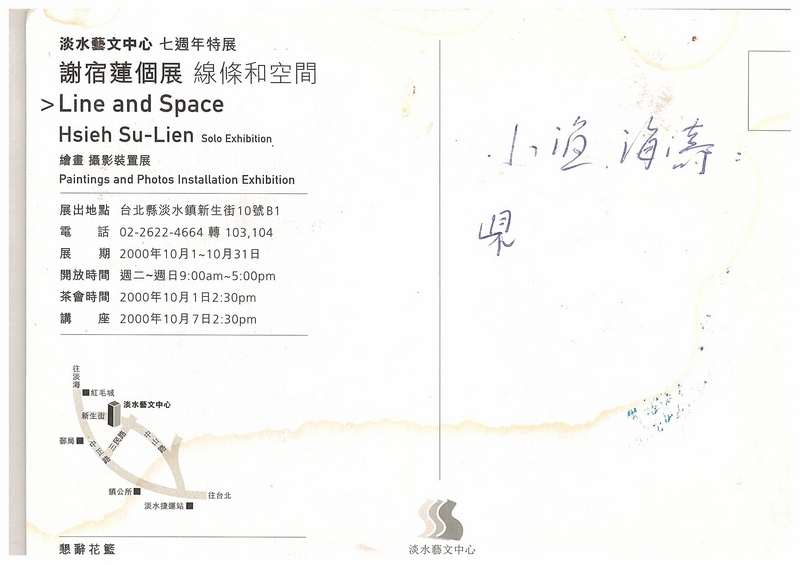 淡水藝文中心 七週年特展
謝宿蓮個展 線條和空間
>Line and Space
Hsieh Su-Lien Solo Exhibition
繪畫 攝影裝置展
Paintings and Photos Installation Exhibition
展出地點 台北縣淡水鎮新生街10號B1
電 話 02-2622-4664 轉 103,104
展 期 2000年10月1~10月31日
開放時間 週二~週日9:00am~5:00pm
茶會時間 2000年10月1日2:30pm
講 座 2000年10月7日2:30pm
往淡海
紅毛城
淡水藝文中心
新生街
郵局
中正路
三民路
中山路
鎮公所
往台北
淡水捷運站
懇辭花籃
小漁 海濤:
淡水藝文中心